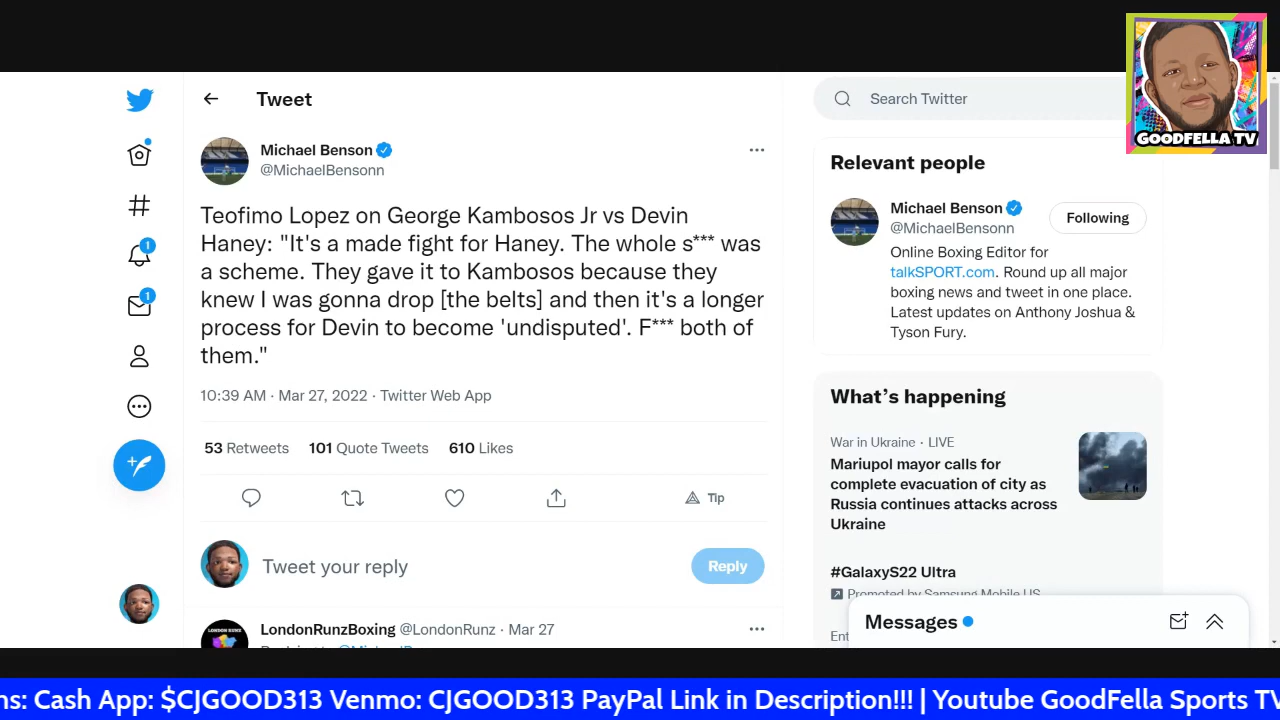 GOODFELLA TV
Tweet
Search Twitter
Michael Benson
@MichaelBensonn
Teofimo Lopez on George Kambosos Jr vs Devin
Haney: "It's a made fight for Haney. The whole s*** was
a scheme. They gave it to Kambosos because they
knew I was gonna drop [the belts] and then it's a longer
process for Devin to become 'undisputed'. F*** both of
them."
10:39 AM · Mar 27, 2022 · Twitter Web App
53 Retweets 101 Quote Tweets 610 Likes
Tip
Tweet your reply
Reply
LONDON RUNZ
LondonRunzBoxing @LondonRunz · Mar 27
1
1
Relevant people
Michael Benson
@MichaelBensonn
Following
Online Boxing Editor for
talkSPORT.com. Round up all major
boxing news and tweet in one place.
Latest updates on Anthony Joshua &
Tyson Fury.
What's happening
War in Ukraine · LIVE
Mariupol mayor calls for
complete evacuation of city as
Russia continues attacks across
Ukraine
#GalaxyS22 Ultra
Promoted by Samsung Mobile US
Messages
ns: Cash App: $CJGOOD313 Venmo: CJGOOD313 PayPal Link in Description!!! | Youtube GoodFella Sports TV